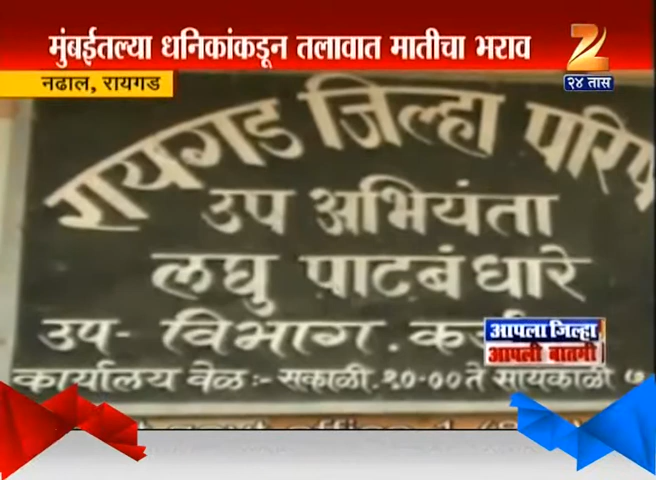 मुंबईतल्या धनिकांकडून तलावात मातीचा भराव
२४ तास
नढाल, रायगड
रायगड जिल्हा परिष
उप अभियंता
लघु पाटबंधारे
उप- विभाग.
आपला जिल्हा
आपली बातमी
कार्यालय वेळ:- सकाळी १०-०० ते सायकाळी